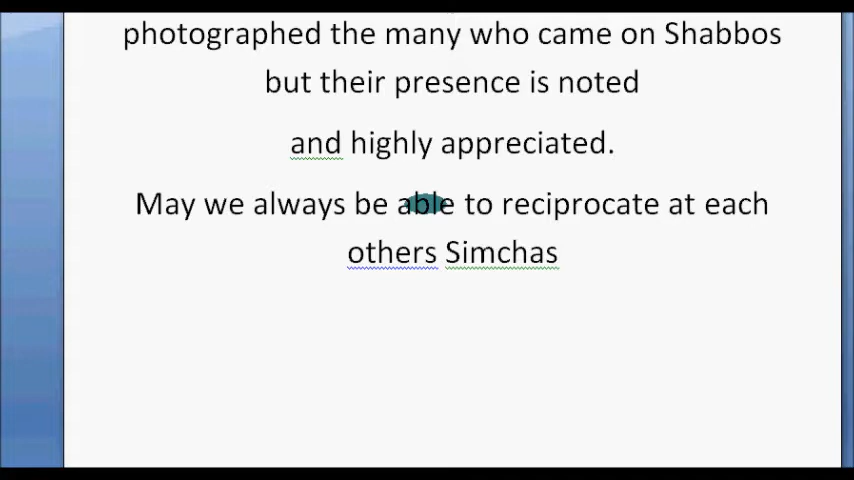 photographed the many who came on Shabbos
but their presence is noted
and highly appreciated.
May we always be able to reciprocate at each
others Simchas